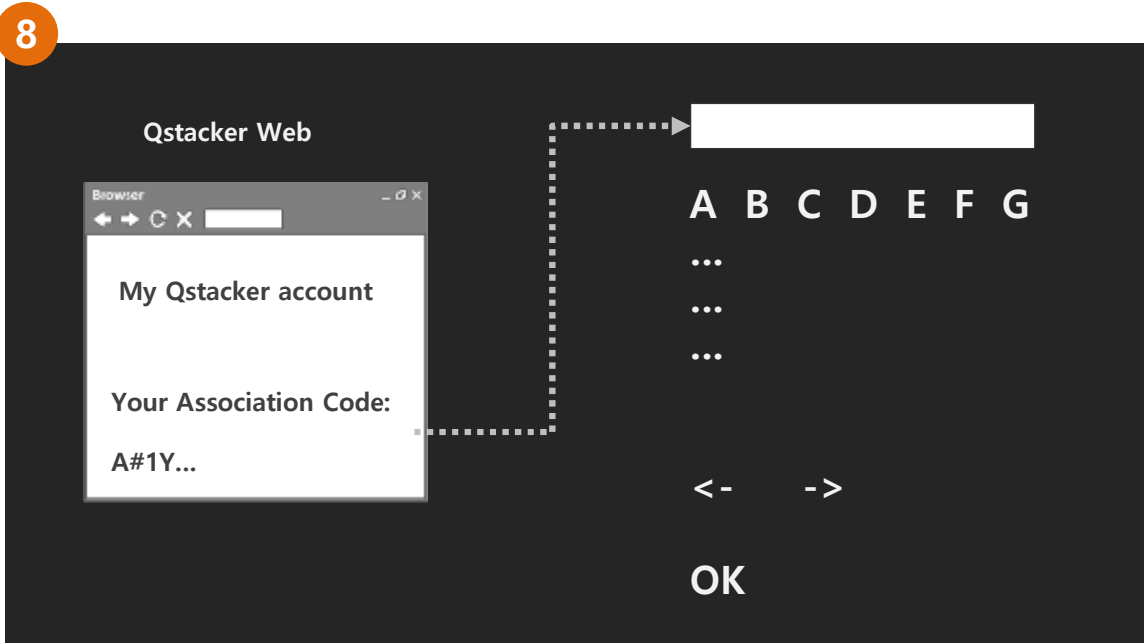 8
Qstacker Web
Browser
My Qstacker account
Your Association Code:
A#1Y...
A B C D E F G
...
...
...
<- ->
OK